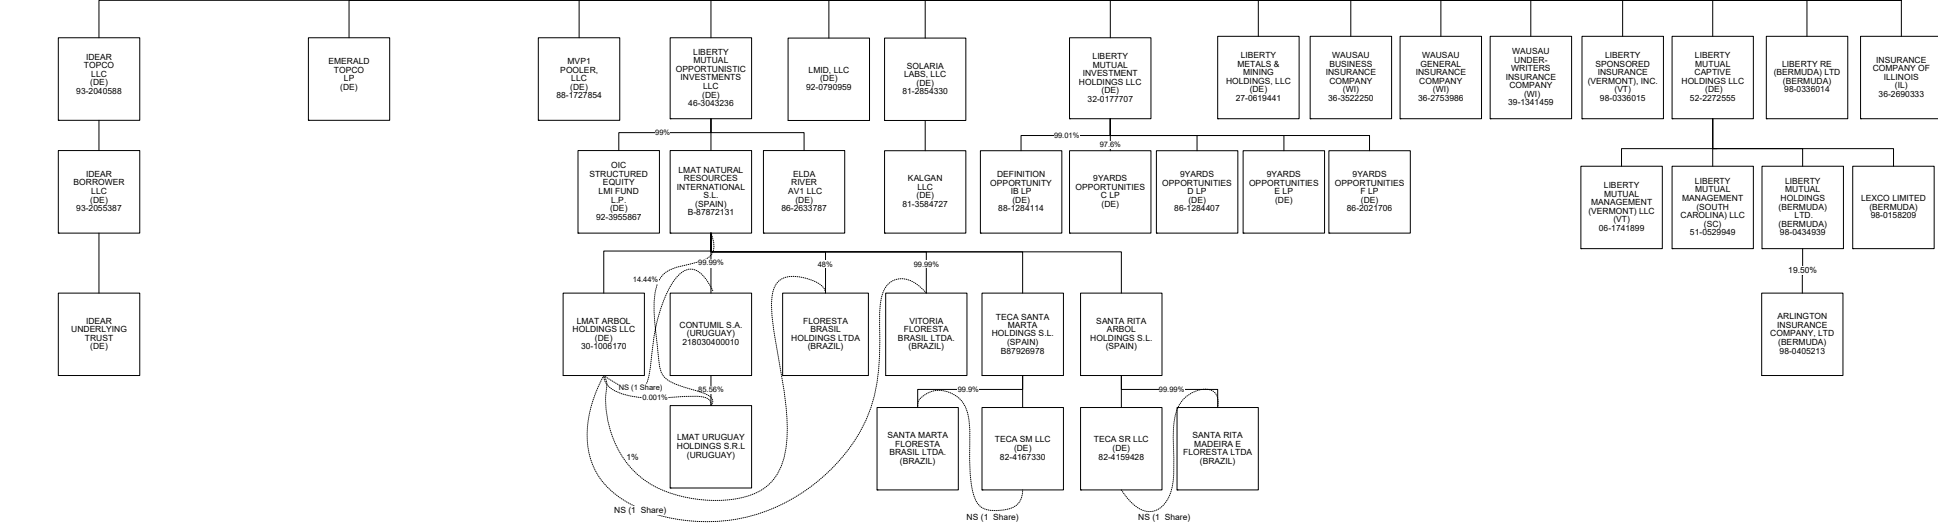 IDEAR
TOPCO
LLC
(DE)
93-2040588
EMERALD
TOPCO
LP
(DE)
MVP1
POOLER,
LLC
(DE)
88-1727854
LIBERTY
MUTUAL
OPPORTUNISTIC
INVESTMENTS
LLC
(DE)
46-3043236
LMID, LLC
(DE)
92-0790959
SOLARIA
LABS, LLC
(DE)
81-2854330
LIBERTY
MUTUAL
INVESTMENT
HOLDINGS LLC
(DE)
32-0177707
LIBERTY
METALS &
MINING
HOLDINGS, LLC
(DE)
27-0619441
WAUSAU
BUSINESS
INSURANCE
COMPANY
(WI)
36-3522250
WAUSAU
GENERAL
INSURANCE
COMPANY
(WI)
36-2753986
WAUSAU
UNDER-
WRITERS
INSURANCE
COMPANY
(WI)
39-1341459
LIBERTY
SPONSORED
INSURANCE
(VERMONT), INC.
(VT)
98-0336015
LIBERTY
MUTUAL
CAPTIVE
HOLDINGS LLC
(DE)
52-2272555
LIBERTY RE
(BERMUDA) LTD
(BERMUDA)
98-0336014
INSURANCE
COMPANY OF
ILLINOIS
(IL)
36-2690333
99%
99.01%
97.6%
IDEAR
BORROWER
LLC
(DE)
93-2055387
OIC
STRUCTURED
EQUITY
LMI FUND
L.P.
(DE)
92-3955867
LMAT NATURAL
RESOURCES
INTERNATIONAL
S.L.
(SPAIN)
B-87872131
ELDA
RIVER
AV1 LLC
(DE)
86-2633787
KALGAN
LLC
(DE)
81-3584727
DEFINITION
OPPORTUNITY
IB LP
(DE)
88-1284114
9YARDS
OPPORTUNITIES
C LP
(DE)
9YARDS
OPPORTUNITIES
D LP
(DE)
86-1284407
9YARDS
OPPORTUNITIES
E LP
(DE)
9YARDS
OPPORTUNITIES
F LP
(DE)
86-2021706
LIBERTY
MUTUAL
MANAGEMENT
(VERMONT) LLC
(VT)
06-1741899
LIBERTY
MUTUAL
MANAGEMENT
(SOUTH
CAROLINA) LLC
(SC)
51-0529949
LIBERTY
MUTUAL
HOLDINGS
(BERMUDA)
LTD.
(BERMUDA)
98-0434939
LEXCO LIMITED
(BERMUDA)
98-0158209
14.44%
99.99%
48%
99.99%
19.50%
IDEAR
UNDERLYING
TRUST
(DE)
LMAT ARBOL
HOLDINGS LLC
(DE)
30-1006170
CONTUMIL S.A.
(URUGUAY)
218030400010
FLORESTA
BRASIL
HOLDINGS LTDA
(BRAZIL)
VITORIA
FLORESTA
BRASIL LTDA.
(BRAZIL)
TECA SANTA
MARTA
HOLDINGS S.L.
(SPAIN)
B87926978
SANTA RITA
ARBOL
HOLDINGS S.L.
(SPAIN)
ARLINGTON
INSURANCE
COMPANY, LTD
(BERMUDA)
98-0405213
NS (1 Share)
0.001%
85.56%
99.9%
99.99%
LMAT URUGUAY
HOLDINGS S.R.L
(URUGUAY)
SANTA MARTA
FLORESTA
BRASIL LTDA.
(BRAZIL)
TECA SM LLC
(DE)
82-4167330
TECA SR LLC
(DE)
82-4159428
SANTA RITA
MADEIRA E
FLORESTA LTDA
(BRAZIL)
1%
NS (1 Share)
NS (1 Share)
NS (1 Share)